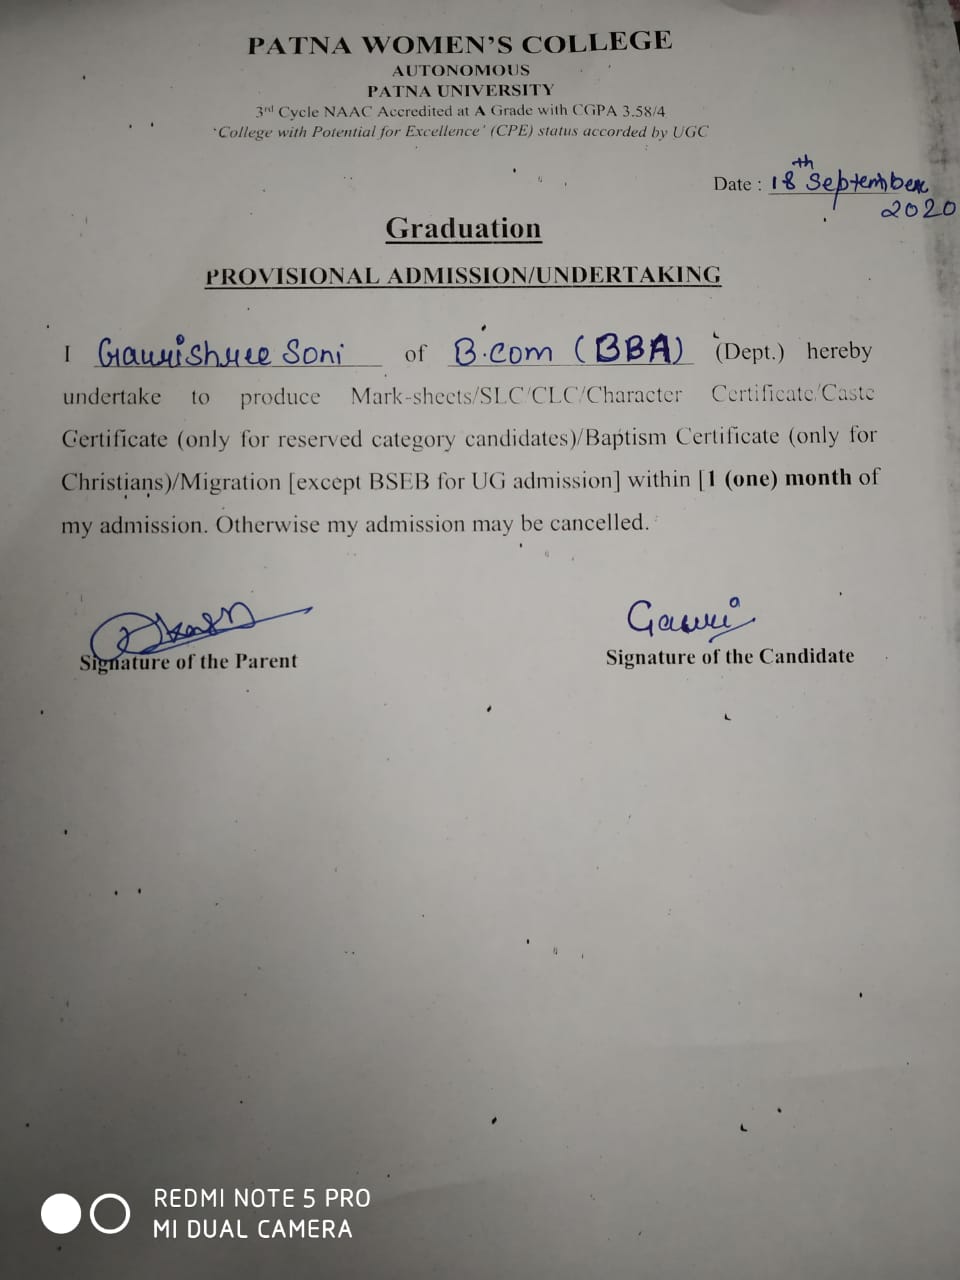 PATNA WOMEN'S COLLEGE
AUTONOMOUS
PATNA UNIVERSITY
3rd Cycle NAAC Accredited at A Grade with CGPA 3.58/4
'College with Potential for Excellence' (CPE) status accorded by UGC
Date : 18th September
2020
Graduation
PROVISIONAL ADMISSION/UNDERTAKING
I Gaurishree Soni of B.Com (BBA) (Dept.) hereby
undertake to produce Mark-sheets/SLC/CLC/Character Certificate/Caste
Certificate (only for reserved category candidates)/Baptism Certificate (only for
Christians)/Migration [except BSEB for UG admission] within [1 (one) month of
my admission. Otherwise my admission may be cancelled.
Gauri
Signature of the Parent Signature of the Candidate
REDMI NOTE 5 PRO
MI DUAL CAMERA